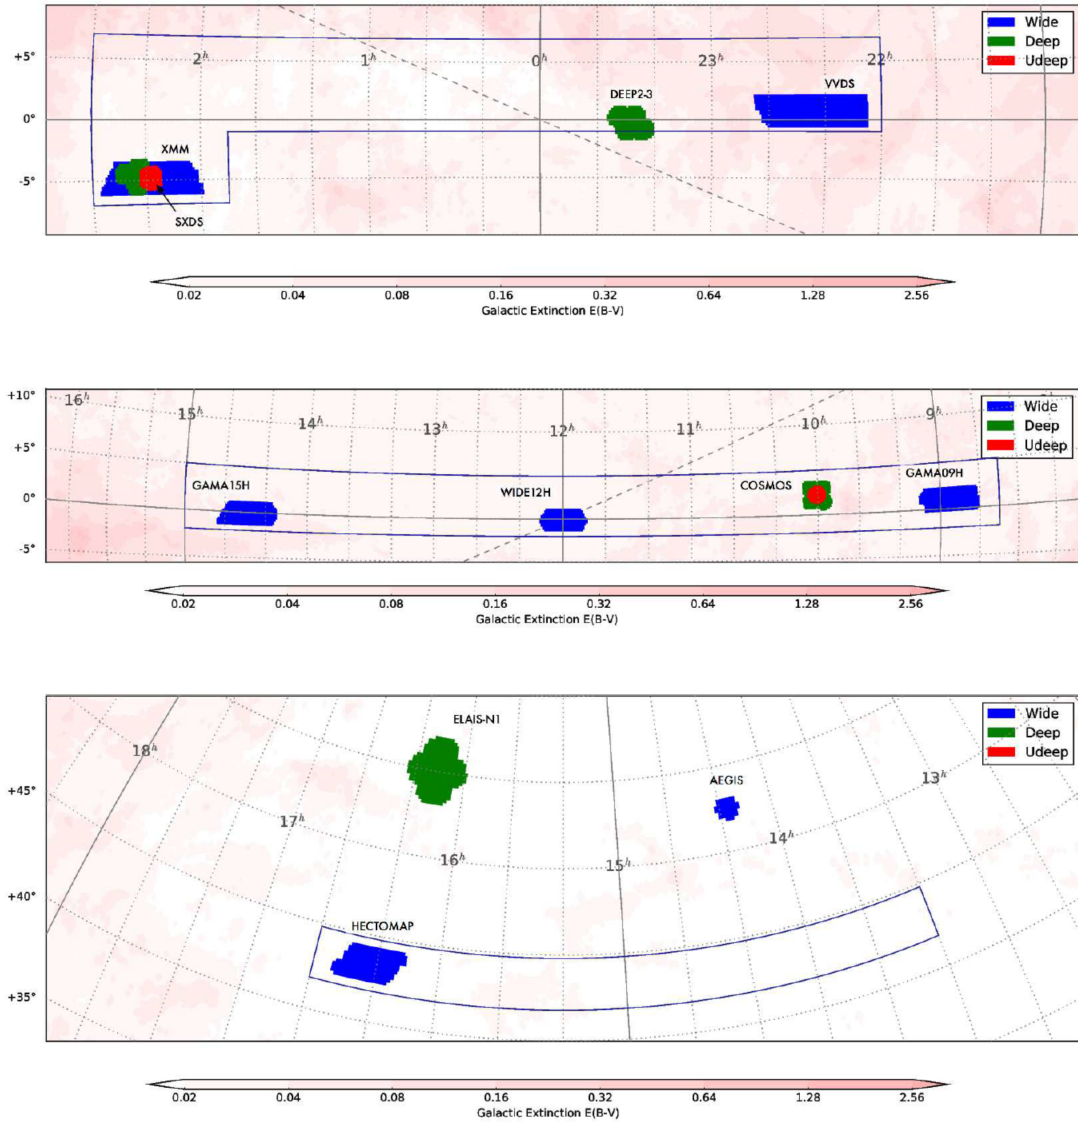 +5°
0°
-5°
2ʰ
1ʰ
0ʰ
23ʰ
22ʰ
Wide
Deep
Udeep
DEEP2-3
VVDS
XMM
SXDS
0.02 0.04 0.08 0.16 0.32 0.64 1.28 2.56
Galactic Extinction E(B-V)
+10°
+5°
0°
-5°
16ʰ
15ʰ
14ʰ
13ʰ
12ʰ
11ʰ
10ʰ
9ʰ
Wide
Deep
Udeep
GAMA15H
WIDE12H
COSMOS
GAMA09H
0.02 0.04 0.08 0.16 0.32 0.64 1.28 2.56
Galactic Extinction E(B-V)
+45°
+40°
+35°
18ʰ
17ʰ
16ʰ
15ʰ
14ʰ
13ʰ
Wide
Deep
Udeep
ELAIS-N1
AEGIS
HECTOMAP
0.02 0.04 0.08 0.16 0.32 0.64 1.28 2.56
Galactic Extinction E(B-V)